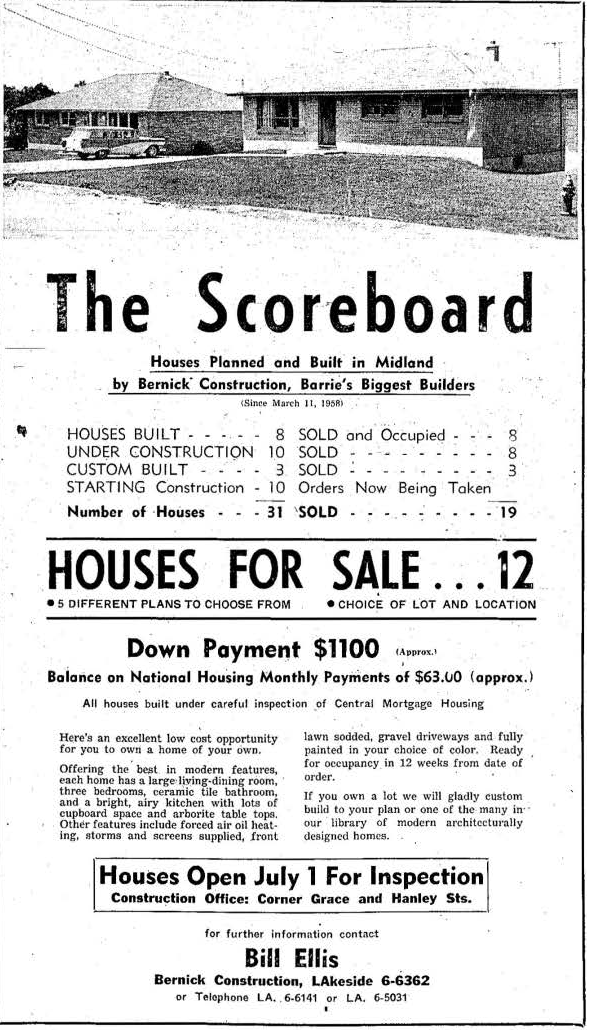 The Scoreboard
Houses Planned and Built in Midland
by Bernick Construction, Barrie's Biggest Builders
(Since March 11, 1958)
HOUSES BUILT - - - - - 8 SOLD and Occupied - - - 8
UNDER CONSTRUCTION 10 SOLD - - - - - - - - - 8
CUSTOM BUILT - - - - 3 SOLD - - - - - - - - - 3
STARTING Construction - 10 Orders Now Being Taken
Number of Houses - - - 31 SOLD - - - - - - - - - 19
HOUSES FOR SALE . . . 12
• 5 DIFFERENT PLANS TO CHOOSE FROM • CHOICE OF LOT AND LOCATION
Down Payment $1100 (Approx.)
Balance on National Housing Monthly Payments of $63.00 (approx.)
All houses built under careful inspection of Central Mortgage Housing
Here's an excellent low cost opportunity
for you to own a home of your own.
Offering the best in modern features,
each home has a large living-dining room,
three bedrooms, ceramic tile bathroom,
and a bright, airy kitchen with lots of
cupboard space and arborite table tops.
Other features include forced air oil heat-
ing, storms and screens supplied, front
lawn sodded, gravel driveways and fully
painted in your choice of color. Ready
for occupancy in 12 weeks from date of
order.
If you own a lot we will gladly custom
build to your plan or one of the many in
our library of modern architecturally
designed homes.
Houses Open July 1 For Inspection
Construction Office: Corner Grace and Hanley Sts.
for further information contact
Bill Ellis
Bernick Construction, LAkeside 6-6362
or Telephone LA. 6-6141 or LA. 6-5031